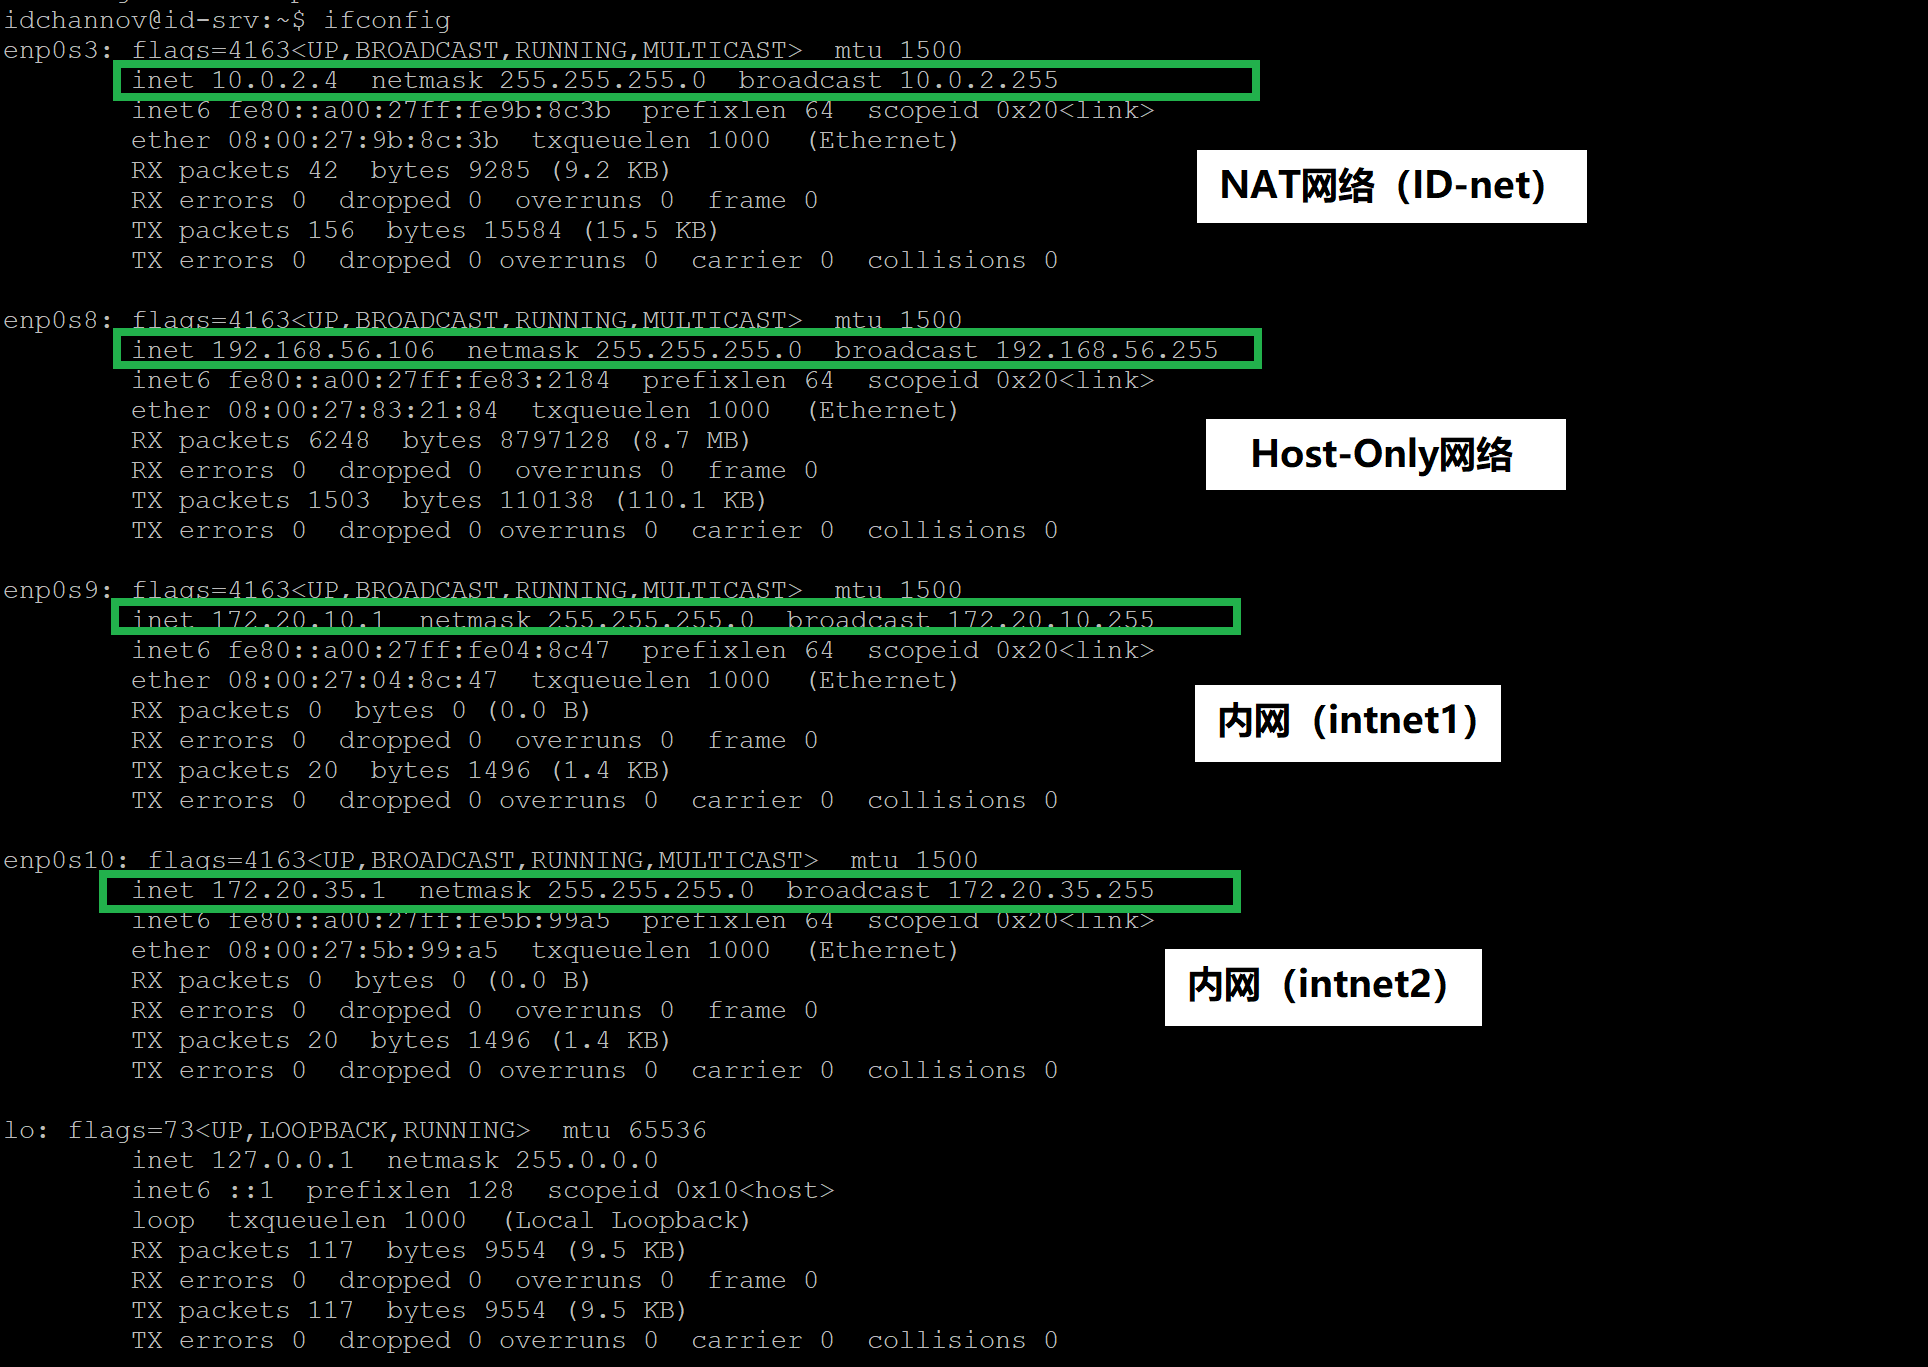 idchannov@id-srv:~$ ifconfig
enp0s3: flags=4163<UP,BROADCAST,RUNNING,MULTICAST>  mtu 1500
inet 10.0.2.4  netmask 255.255.255.0  broadcast 10.0.2.255
inet6 fe80::a00:27ff:fe9b:8c3b  prefixlen 64  scopeid 0x20<link>
ether 08:00:27:9b:8c:3b  txqueuelen 1000  (Ethernet)
RX packets 42  bytes 9285 (9.2 KB)
RX errors 0  dropped 0  overruns 0  frame 0
TX packets 156  bytes 15584 (15.5 KB)
TX errors 0  dropped 0 overruns 0  carrier 0  collisions 0
NAT网络（ID-net）
enp0s8: flags=4163<UP,BROADCAST,RUNNING,MULTICAST>  mtu 1500
inet 192.168.56.106  netmask 255.255.255.0  broadcast 192.168.56.255
inet6 fe80::a00:27ff:fe83:2184  prefixlen 64  scopeid 0x20<link>
ether 08:00:27:83:21:84  txqueuelen 1000  (Ethernet)
RX packets 6248  bytes 8797128 (8.7 MB)
RX errors 0  dropped 0  overruns 0  frame 0
TX packets 1503  bytes 110138 (110.1 KB)
TX errors 0  dropped 0 overruns 0  carrier 0  collisions 0
Host-Only网络
enp0s9: flags=4163<UP,BROADCAST,RUNNING,MULTICAST>  mtu 1500
inet 172.20.10.1  netmask 255.255.255.0  broadcast 172.20.10.255
inet6 fe80::a00:27ff:fe04:8c47  prefixlen 64  scopeid 0x20<link>
ether 08:00:27:04:8c:47  txqueuelen 1000  (Ethernet)
RX packets 0  bytes 0 (0.0 B)
RX errors 0  dropped 0  overruns 0  frame 0
TX packets 20  bytes 1496 (1.4 KB)
TX errors 0  dropped 0 overruns 0  carrier 0  collisions 0
内网（intnet1）
enp0s10: flags=4163<UP,BROADCAST,RUNNING,MULTICAST>  mtu 1500
inet 172.20.35.1  netmask 255.255.255.0  broadcast 172.20.35.255
inet6 fe80::a00:27ff:fe5b:99a5  prefixlen 64  scopeid 0x20<link>
ether 08:00:27:5b:99:a5  txqueuelen 1000  (Ethernet)
RX packets 0  bytes 0 (0.0 B)
RX errors 0  dropped 0  overruns 0  frame 0
TX packets 20  bytes 1496 (1.4 KB)
TX errors 0  dropped 0 overruns 0  carrier 0  collisions 0
内网（intnet2）
lo: flags=73<UP,LOOPBACK,RUNNING>  mtu 65536
inet 127.0.0.1  netmask 255.0.0.0
inet6 ::1  prefixlen 128  scopeid 0x10<host>
loop  txqueuelen 1000  (Local Loopback)
RX packets 117  bytes 9554 (9.5 KB)
RX errors 0  dropped 0  overruns 0  frame 0
TX packets 117  bytes 9554 (9.5 KB)
TX errors 0  dropped 0 overruns 0  carrier 0  collisions 0